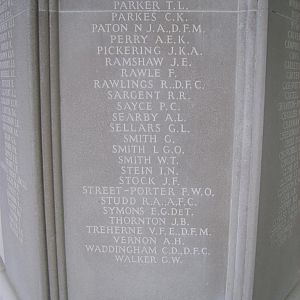 PARKER T.L.
PARKES C.K.
PATON N.J.A., D.F.M.
PERRY A.E.K.
PICKERING J.K.A.
RAMSHAW J.E.
RAWLE F.
RAWLINGS R., D.F.C.
SARGENT R.R.
SAYCE P.C.
SEARBY A.L.
SELLARS G.L.
SMITH G.
SMITH L.G.O.
SMITH W.T.
STEIN I.N.
STOCK J.F.
STREET-PORTER F.W.O.
STUDD R.A., A.F.C.
SYMONS E.G. DET.
THORNTON J.B.
TREHERNE V.F.E., D.F.M.
VERNON A.H.
WADDINGHAM C.D., D.F.C.
WALKER G.W.